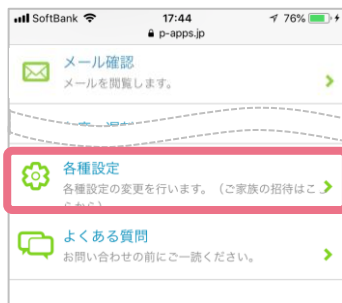 SoftBank 17:44 76%
p-apps.jp
メール確認
メールを閲覧します。
各種設定
各種設定の変更を行います。（ご家族の招待はこ
ちらから）
よくある質問
お問い合わせの前にご一読ください。